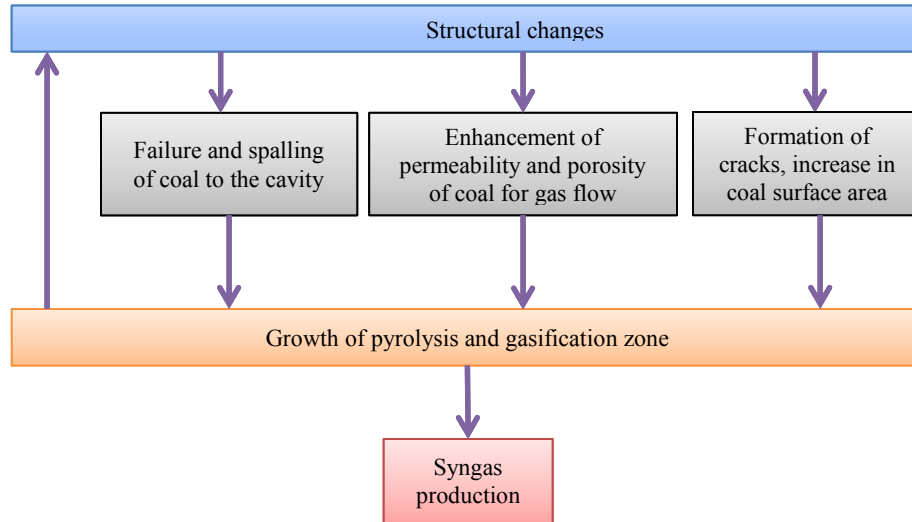 Structural changes
Failure and spalling
of coal to the cavity
Enhancement of
permeability and porosity
of coal for gas flow
Formation of
cracks, increase in
coal surface area
Growth of pyrolysis and gasification zone
Syngas
production